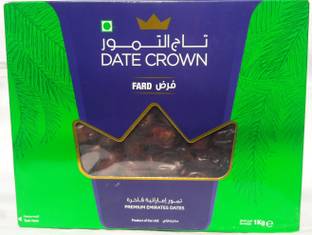 تاج التمور
DATE CROWN
FARD فرض
تمور إماراتية فاخرة
PREMIUM EMIRATES DATES
Product of the UAE
1Kg